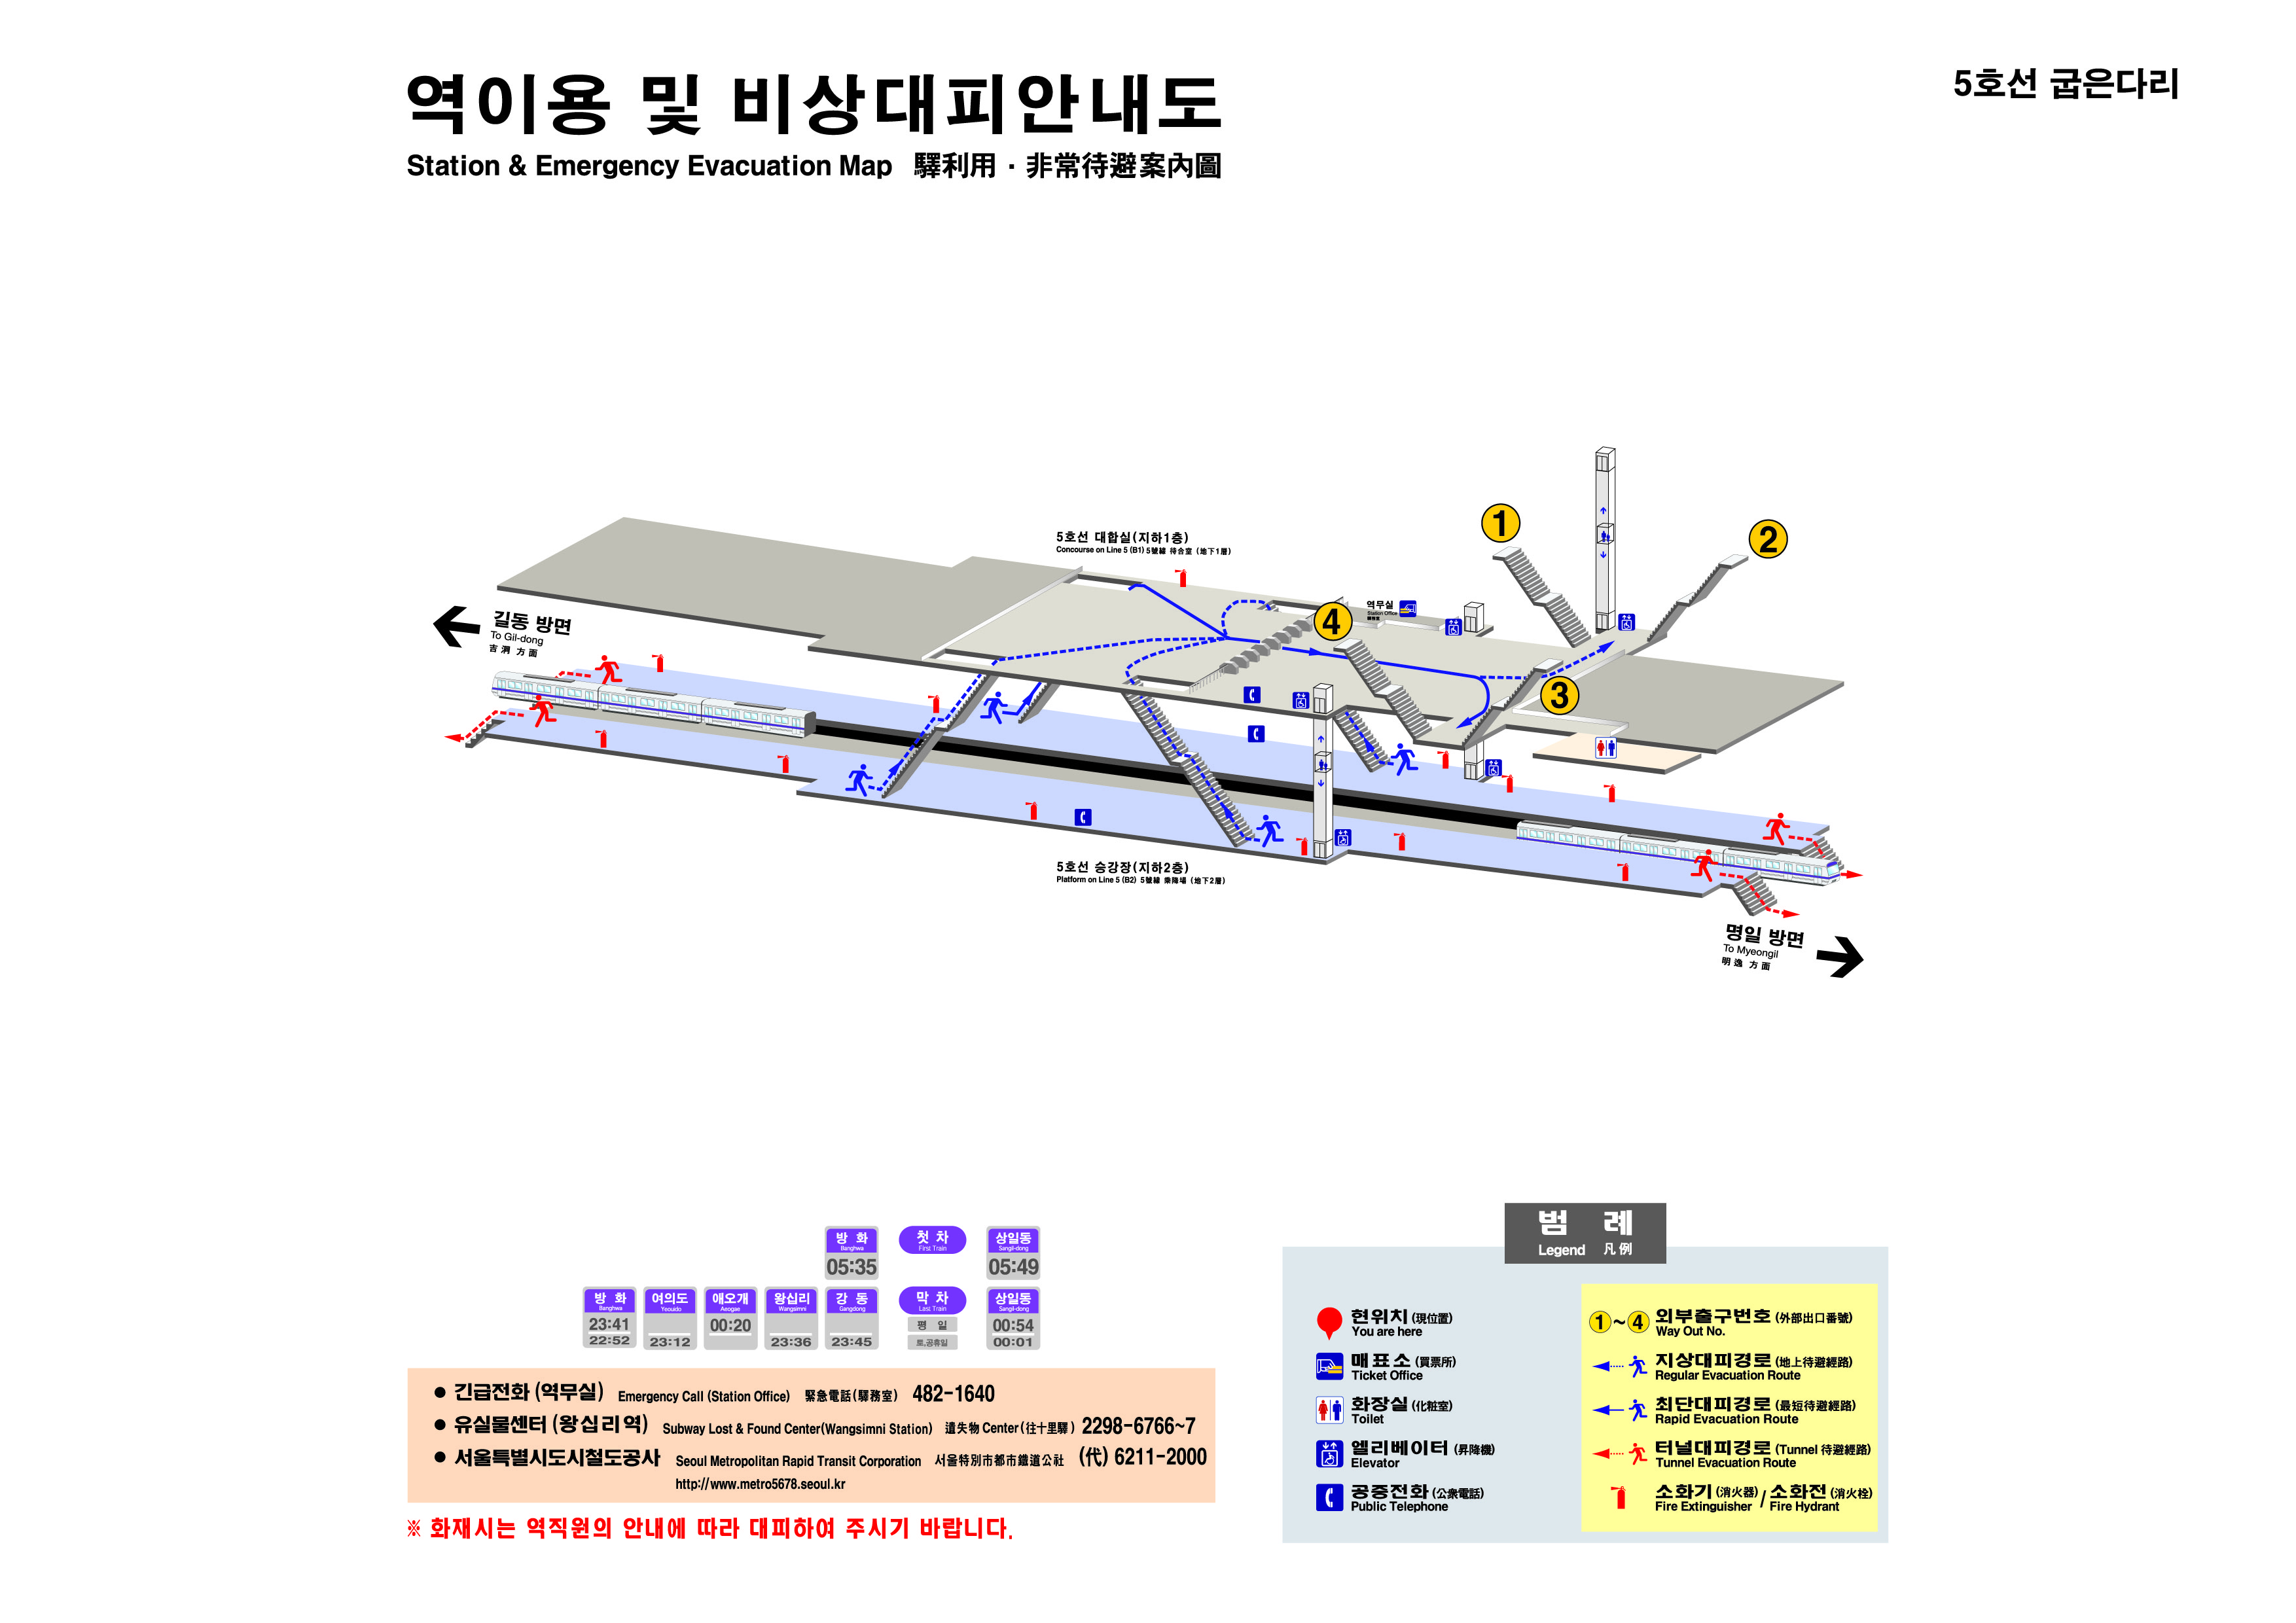 역이용 및 비상대피안내도
Station & Emergency Evacuation Map 驛利用 · 非常待避案內圖
5호선 굽은다리
5호선 대합실(지하1층)
Concourse on Line 5 (B1) 5號線 待合室 (地下1層)
1
2
역무실
Station Office
驛務室
4
3
길동 방면
To Gil-dong
吉洞 方面
5호선 승강장(지하2층)
Platform on Line 5 (B2) 5號線 乘降場 (地下2層)
명일 방면
To Myeongil
明逸 方面
방 화
Banghwa
05:35
첫 차
First Train
상일동
Sangil-dong
05:49
방 화
Banghwa
23:41
22:52
여의도
Yeouido
23:12
애오개
Aeogae
00:20
왕십리
Wangsimni
23:36
강 동
Gangdong
23:45
막 차
Last Train
평 일
토.공휴일
상일동
Sangil-dong
00:54
00:01
● 긴급전화 (역무실) Emergency Call (Station Office) 緊急電話(驛務室) 482-1640
● 유실물센터 (왕십리역) Subway Lost & Found Center(Wangsimni Station) 遺失物 Center(往十里驛) 2298-6766~7
● 서울특별시도시철도공사 Seoul Metropolitan Rapid Transit Corporation 서울特別市都市鐵道公社 (代) 6211-2000
http://www.metro5678.seoul.kr
※ 화재시는 역직원의 안내에 따라 대피하여 주시기 바랍니다.
범 례
Legend 凡例
현위치 (現位置)
You are here
매표소 (買票所)
Ticket Office
화장실 (化粧室)
Toilet
엘리베이터 (昇降機)
Elevator
공중전화 (公衆電話)
Public Telephone
1~4 외부출구번호 (外部出口番號)
Way Out No.
지상대피경로 (地上待避經路)
Regular Evacuation Route
최단대피경로 (最短待避經路)
Rapid Evacuation Route
터널대피경로 (Tunnel 待避經路)
Tunnel Evacuation Route
소화기 (消火器) / 소화전 (消火栓)
Fire Extinguisher / Fire Hydrant